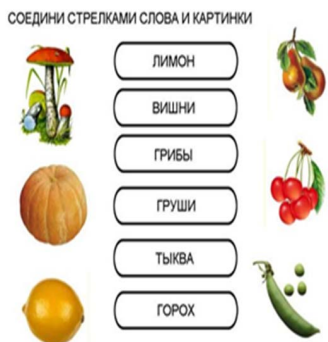 СОЕДИНИ СТРЕЛКАМИ СЛОВА И КАРТИНКИ
ЛИМОН
ВИШНИ
ГРИБЫ
ГРУШИ
ТЫКВА
ГОРОХ